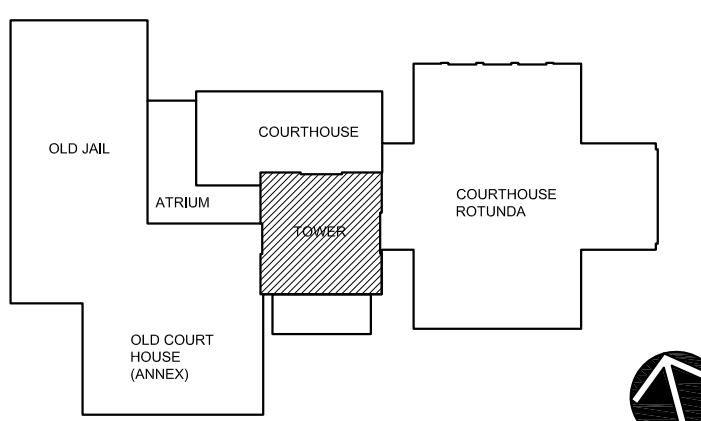 OLD JAIL
COURTHOUSE
ATRIUM
TOWER
COURTHOUSE
ROTUNDA
OLD COURT
HOUSE
(ANNEX)